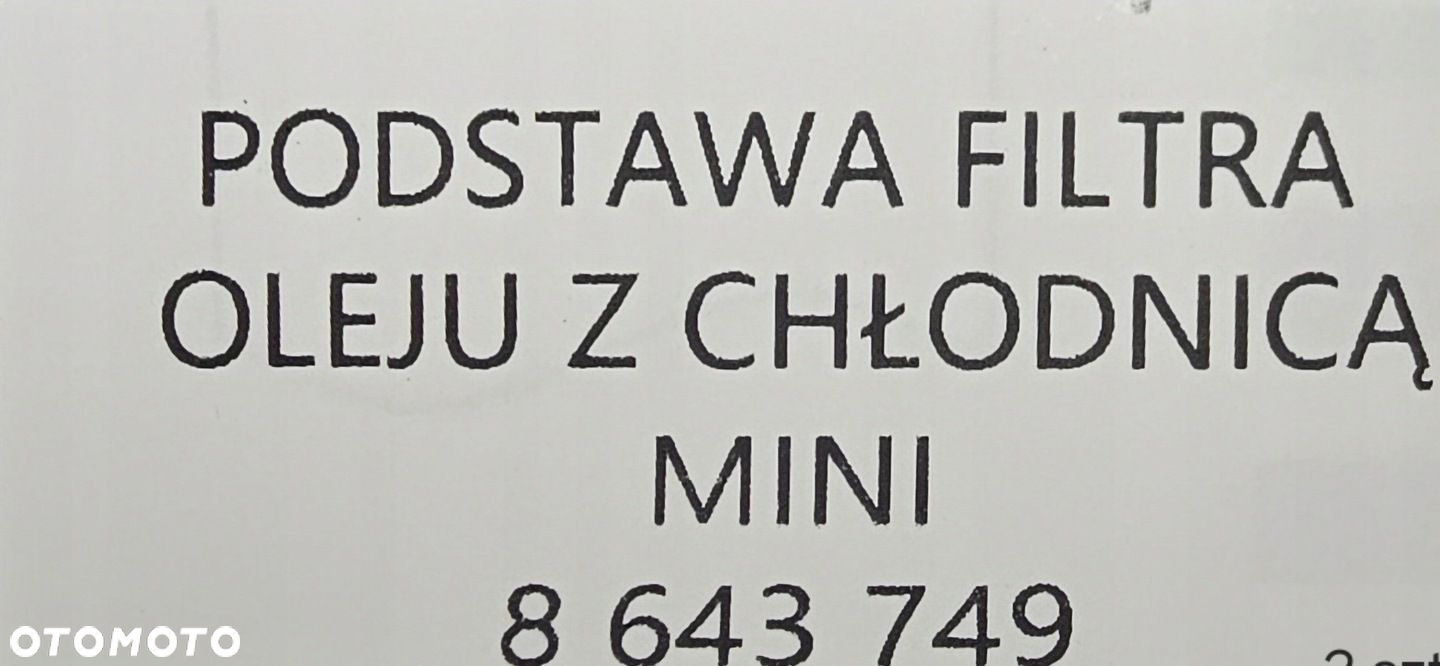 PODSTAWA FILTRA
OLEJU Z CHŁODNICĄ
MINI
8 643 749
OTOMOTO